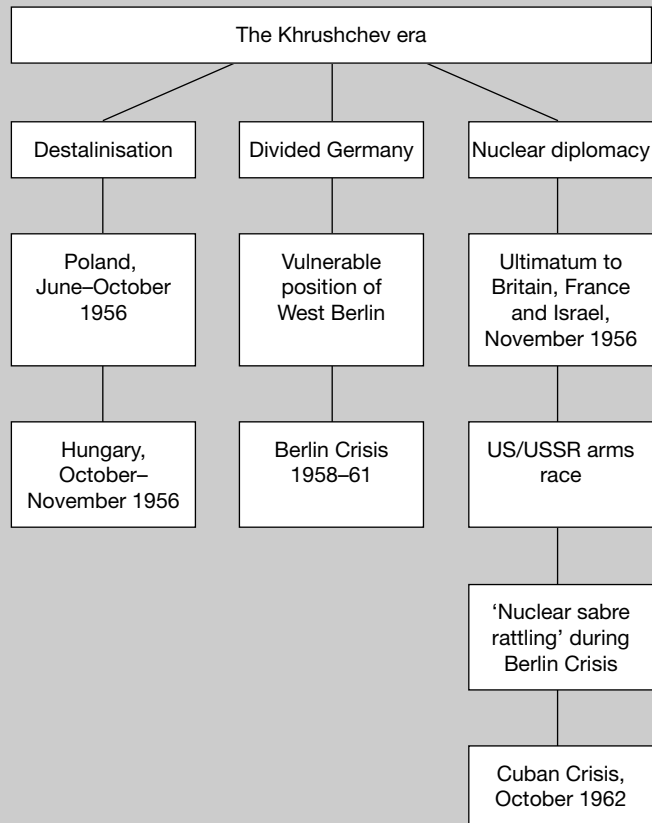 The Khrushchev era
Destalinisation
Divided Germany
Nuclear diplomacy
Poland,
June–October
1956
Vulnerable
position of
West Berlin
Ultimatum to
Britain, France
and Israel,
November 1956
Hungary,
October–
November 1956
Berlin Crisis
1958–61
US/USSR arms
race
‘Nuclear sabre
rattling’ during
Berlin Crisis
Cuban Crisis,
October 1962